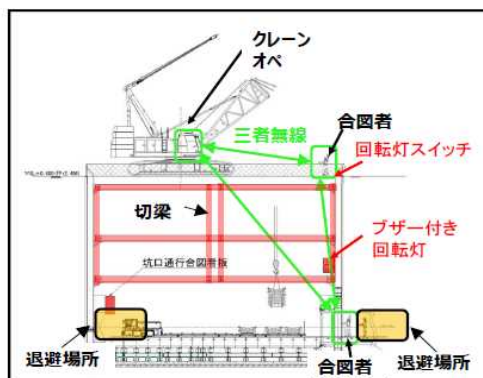 クレーン
オペ
三者無線
合図者
回転灯スイッチ
切梁
ブザー付き
回転灯
坑口通行合図看板
退避場所
合図者
退避場所